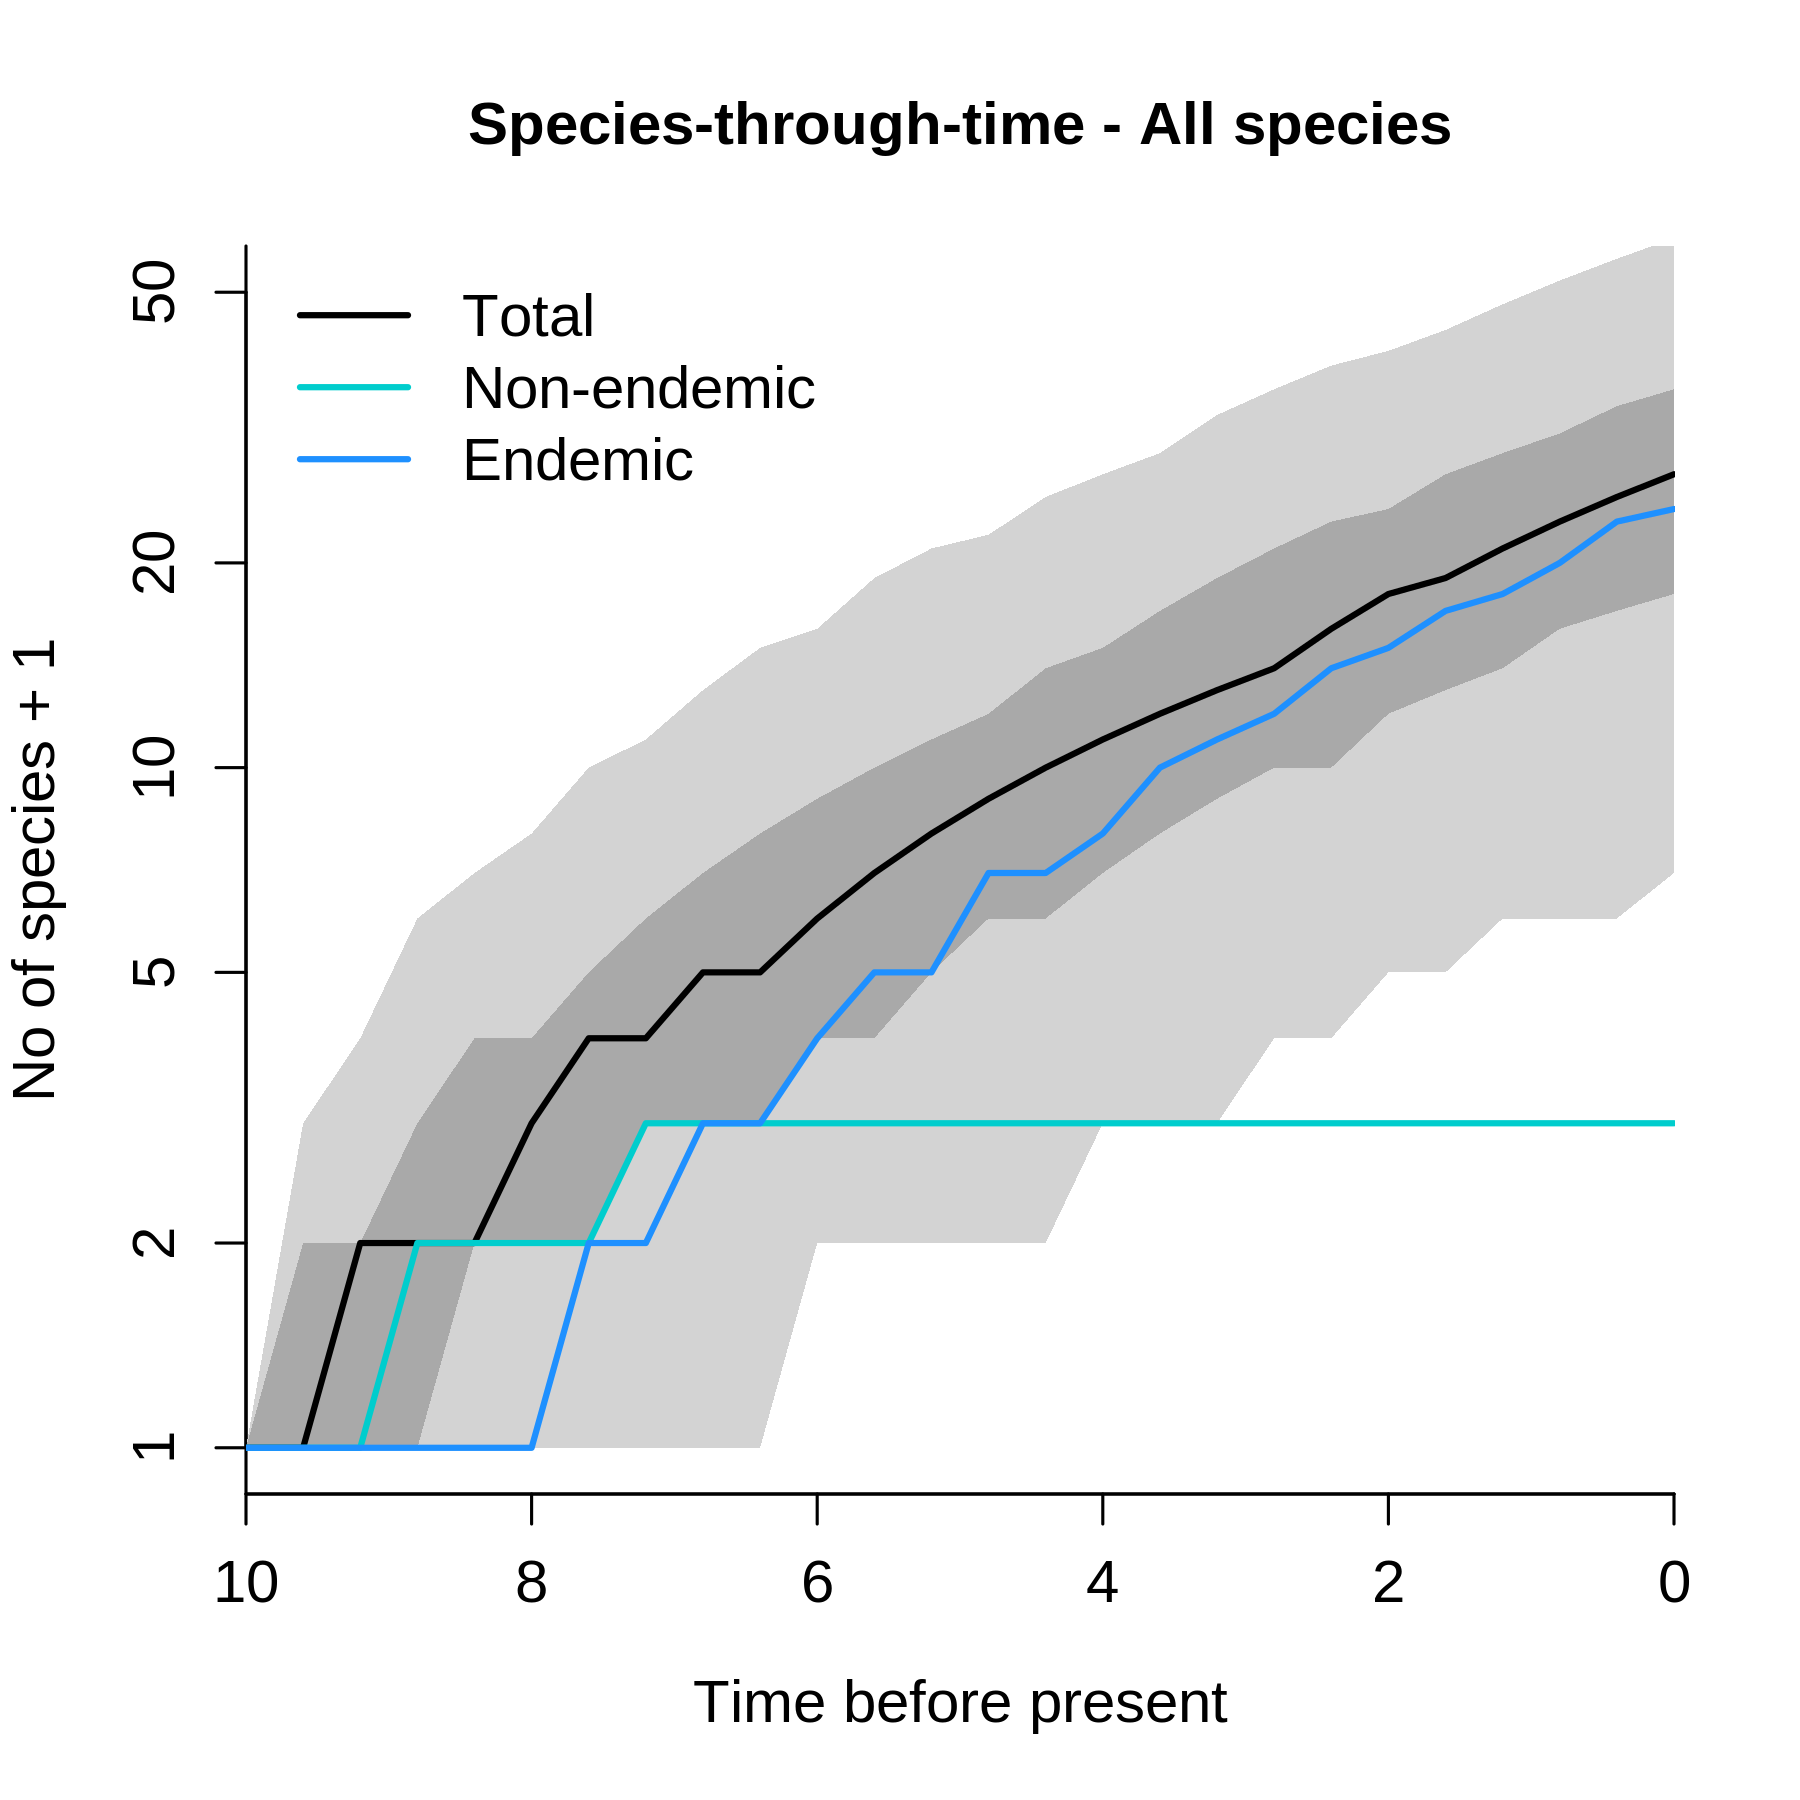 Species-through-time - All species
Total
Non-endemic
Endemic
No of species + 1
50
20
10
5
2
1
10 8 6 4 2 0
Time before present